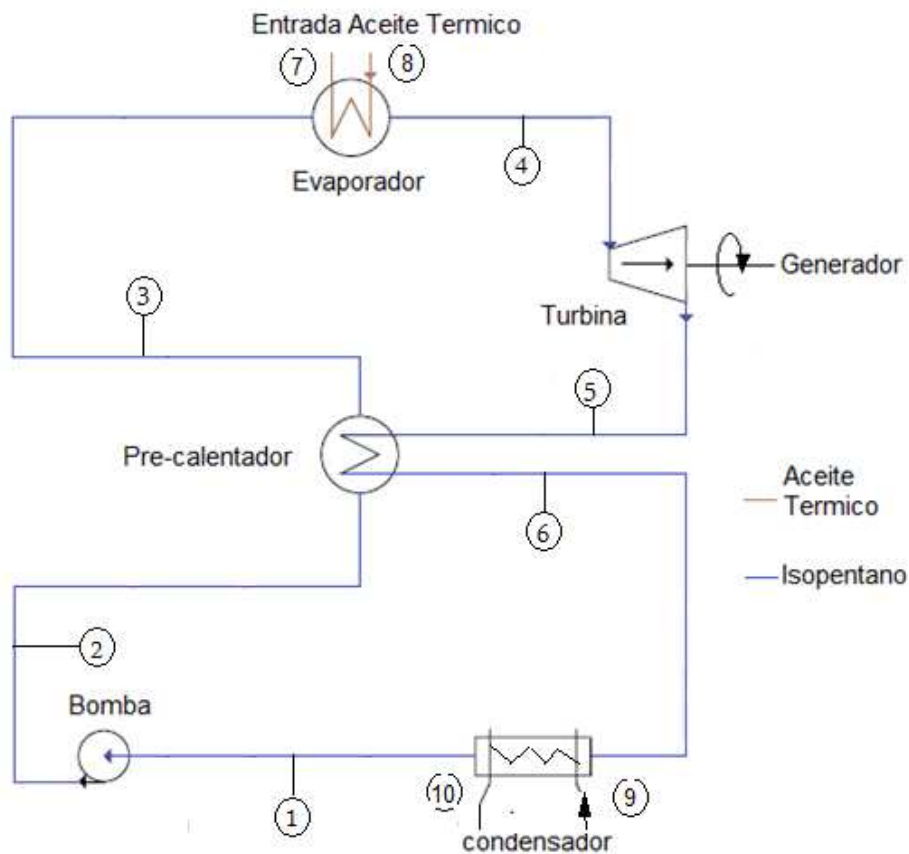 Entrada Aceite Termico
7
8
Evaporador
4
3
Generador
Turbina
5
Pre-calentador
Aceite
Termico
6
Isopentano
2
Bomba
10
9
1
condensador